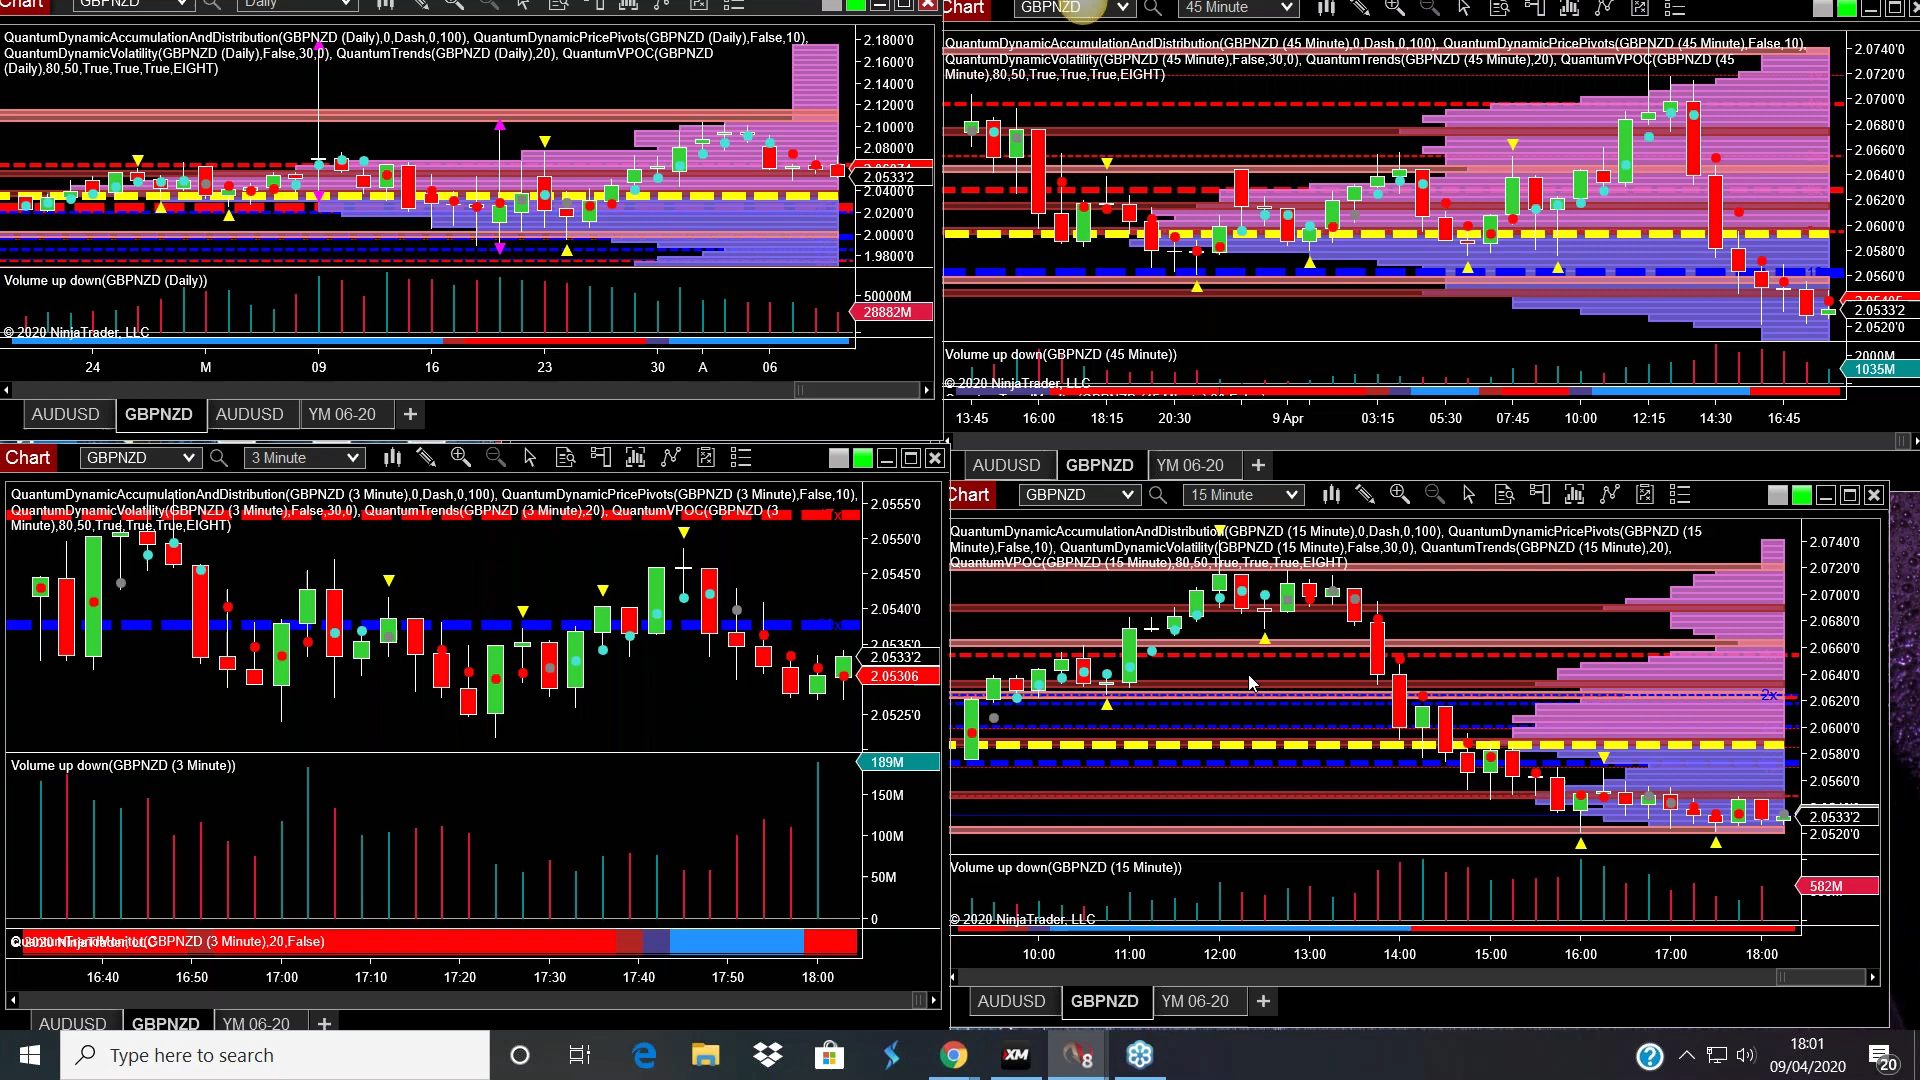 Chart GBPNZD Daily
QuantumDynamicAccumulationAndDistribution(GBPNZD (Daily),0,Dash,0,100), QuantumDynamicPricePivots(GBPNZD (Daily),False,10),
QuantumDynamicVolatility(GBPNZD (Daily),False,30,0), QuantumTrends(GBPNZD (Daily),20), QuantumVPOC(GBPNZD
(Daily),80,50,True,True,True,EIGHT)
2.1800'0
2.1600'0
2.1400'0
2.1200'0
2.1000'0
2.0800'0
2.0533'2
2.0400'0
2.0200'0
2.0000'0
1.9800'0
Volume up down(GBPNZD (Daily))
50000M
28882M
© 2020 NinjaTrader, LLC
24 M 09 16 23 30 A 06
AUDUSD GBPNZD AUDUSD YM 06-20 +
Chart GBPNZD 45 Minute
QuantumDynamicAccumulationAndDistribution(GBPNZD (45 Minute),0,Dash,0,100), QuantumDynamicPricePivots(GBPNZD (45 Minute),False,10),
QuantumDynamicVolatility(GBPNZD (45 Minute),False,30,0), QuantumTrends(GBPNZD (45 Minute),20), QuantumVPOC(GBPNZD (45
Minute),80,50,True,True,True,EIGHT)
2.0740'0
2.0720'0
2.0700'0
2.0680'0
2.0660'0
2.0640'0
2.0620'0
2.0600'0
2.0580'0
2.0560'0
2.0533'2
2.0520'0
Volume up down(GBPNZD (45 Minute))
2000M
1035M
© 2020 NinjaTrader, LLC
13:45 16:00 18:15 20:30 9 Apr 03:15 05:30 07:45 10:00 12:15 14:30 16:45
AUDUSD GBPNZD YM 06-20 +
Chart GBPNZD 3 Minute
QuantumDynamicAccumulationAndDistribution(GBPNZD (3 Minute),0,Dash,0,100), QuantumDynamicPricePivots(GBPNZD (3 Minute),False,10),
QuantumDynamicVolatility(GBPNZD (3 Minute),False,30,0), QuantumTrends(GBPNZD (3 Minute),20), QuantumVPOC(GBPNZD (3
Minute),80,50,True,True,True,EIGHT)
2.0555'0
2.0550'0
2.0545'0
2.0540'0
2.0535'0
2.0533'2
2.05306
2.0525'0
Volume up down(GBPNZD (3 Minute))
189M
150M
100M
50M
0
© 2020 NinjaTrader, LLC
QuantumTrendMonitor(GBPNZD (3 Minute),20,False)
16:40 16:50 17:00 17:10 17:20 17:30 17:40 17:50 18:00
AUDUSD GBPNZD YM 06-20 +
Chart GBPNZD 15 Minute
QuantumDynamicAccumulationAndDistribution(GBPNZD (15 Minute),0,Dash,0,100), QuantumDynamicPricePivots(GBPNZD (15
Minute),False,10), QuantumDynamicVolatility(GBPNZD (15 Minute),False,30,0), QuantumTrends(GBPNZD (15 Minute),20),
QuantumVPOC(GBPNZD (15 Minute),80,50,True,True,True,EIGHT)
2.0740'0
2.0720'0
2.0700'0
2.0680'0
2.0660'0
2.0640'0
2.0620'0
2x
2.0600'0
2.0580'0
2.0560'0
2.0533'2
2.0520'0
Volume up down(GBPNZD (15 Minute))
582M
© 2020 NinjaTrader, LLC
10:00 11:00 12:00 13:00 14:00 15:00 16:00 17:00 18:00
AUDUSD GBPNZD YM 06-20 +
Type here to search
XM
8
18:01
09/04/2020
20